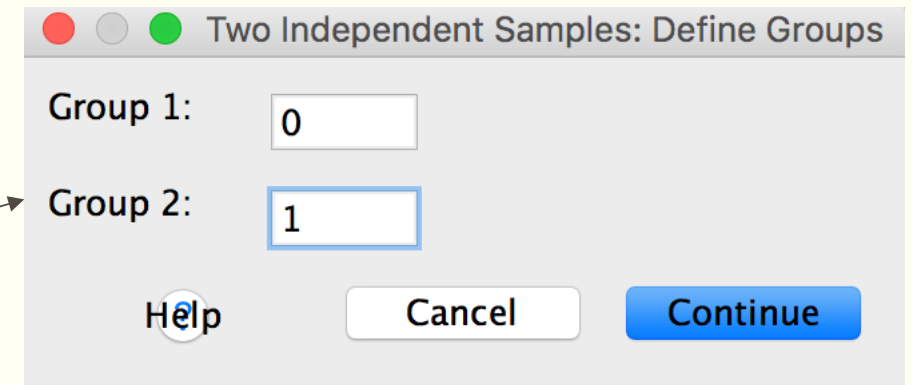 Two Independent Samples: Define Groups
Group 1: 0
Group 2: 1
Help Cancel Continue